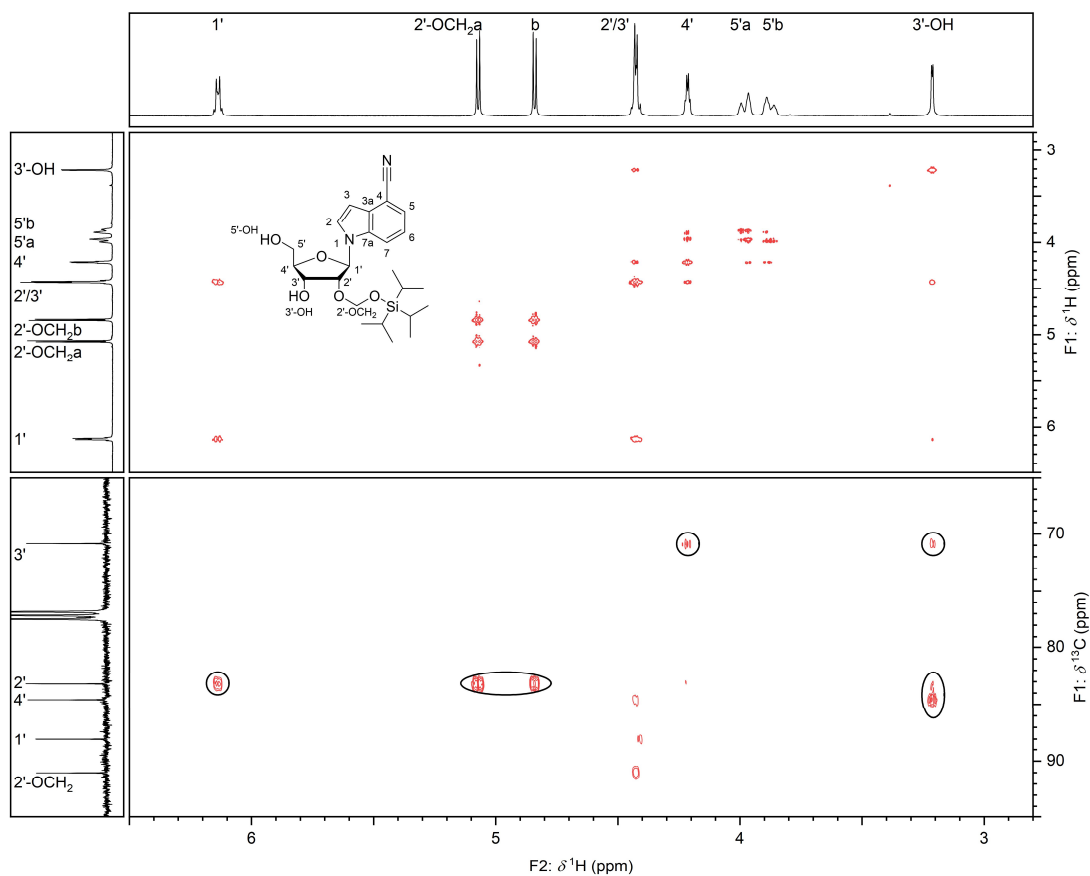 1' 2'-OCH2a b 2'/3' 4' 5'a 5'b 3'-OH
3'-OH
5'b
5'a
4'
2'/3'
2'-OCH2b
2'-OCH2a
1'
N
3
4
3a
5
2
6
1
7a
7
5'-OH
HO
5'
N
O
4'
1'
3'
2'
HO
O
O
3'-OH
2'-OCH2
Si
3
4
5
6
F1: δ 1H (ppm)
3'
2'
4'
1'
2'-OCH2
70
80
90
F1: δ 13C (ppm)
6 5 4 3
F2: δ 1H (ppm)